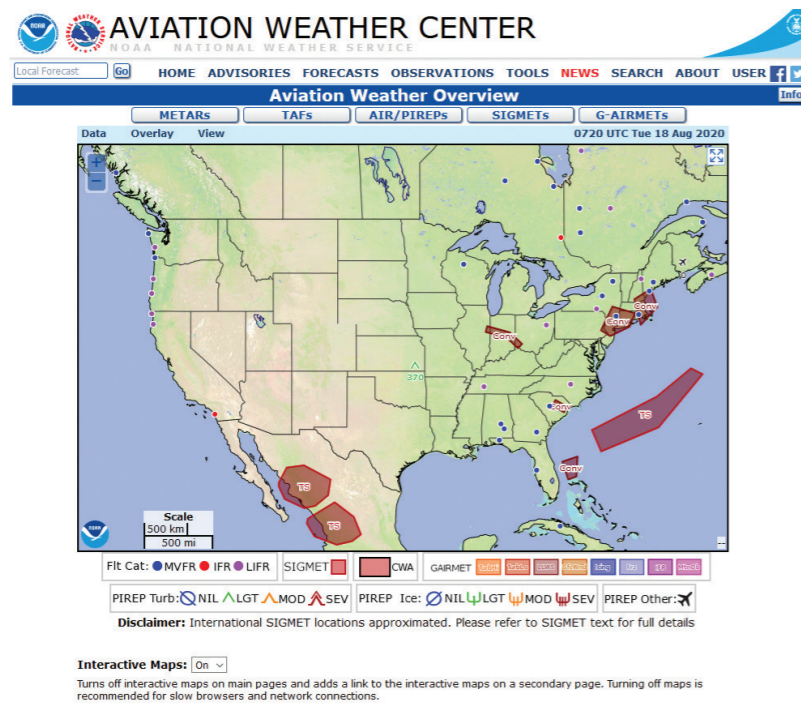 NOAA
AVIATION WEATHER CENTER
NOAA NATIONAL WEATHER SERVICE
Local Forecast Go HOME ADVISORIES FORECASTS OBSERVATIONS TOOLS NEWS SEARCH ABOUT USER
Aviation Weather Overview Info
METARs TAFs AIR/PIREPs SIGMETs G-AIRMETs
Data Overlay View 0720 UTC Tue 18 Aug 2020
+
−
Conv
Conv
Conv
370
Conv
TS
Conv
TS
TS
Scale
500 km
500 mi
Flt Cat: MVFR IFR LIFR SIGMET CWA GAIRMET
PIREP Turb: NIL LGT MOD SEV PIREP Ice: NIL LGT MOD SEV PIREP Other:
Disclaimer: International SIGMET locations approximated. Please refer to SIGMET text for full details
Interactive Maps: On
Turns off interactive maps on main pages and adds a link to the interactive maps on a secondary page. Turning off maps is
recommended for slow browsers and network connections.